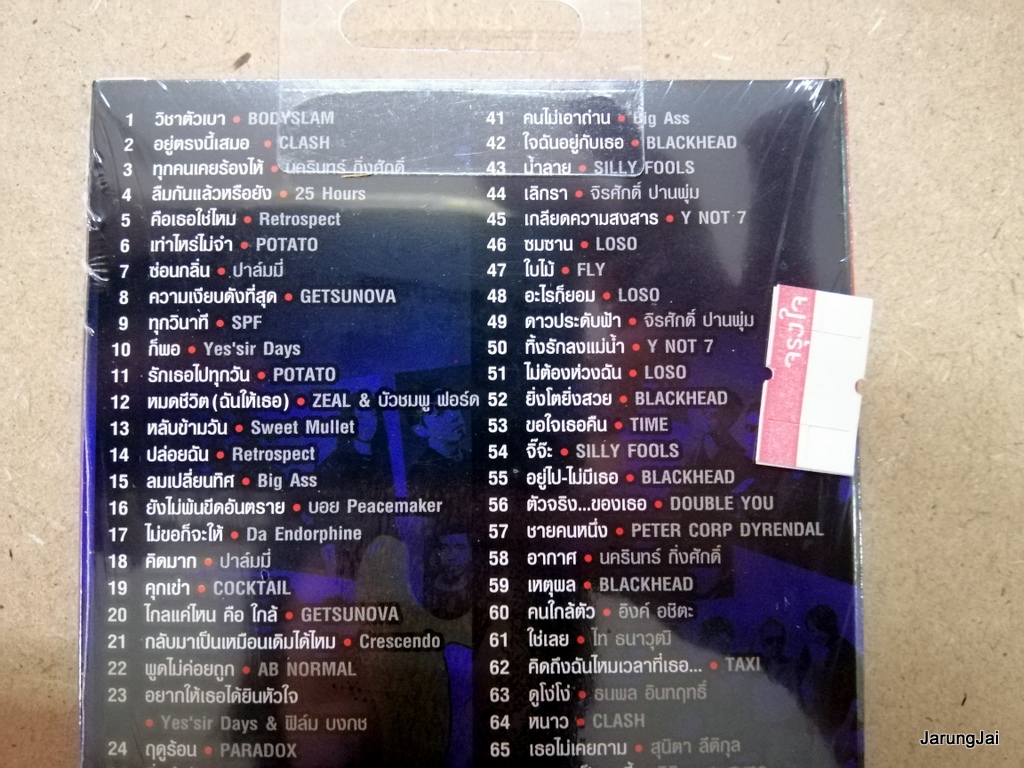 1 วิชาตัวเบา • BODYSLAM
2 อยู่ตรงนี้เสมอ • CLASH
3 ทุกคนเคยร้องไห้ • นครินทร์ กิ่งศักดิ์
4 ลืมกันแล้วหรือยัง • 25 Hours
5 คือเธอใช่ไหม • Retrospect
6 เท่าไหร่ไม่จำ • POTATO
7 ซ่อนกลิ่น • ปาล์มมี่
8 ความเงียบดังที่สุด • GETSUNOVA
9 ทุกวินาที • SPF
10 ก็พอ • Yes'sir Days
11 รักเธอไปทุกวัน • POTATO
12 หมดชีวิต (ฉันให้เธอ) • ZEAL & บัวชมพู ฟอร์ด
13 หลับข้ามวัน • Sweet Mullet
14 ปล่อยฉัน • Retrospect
15 ลมเปลี่ยนทิศ • Big Ass
16 ยังไม่พ้นขีดอันตราย • บอย Peacemaker
17 ไม่ขอก็จะให้ • Da Endorphine
18 คิดมาก • ปาล์มมี่
19 คุกเข่า • COCKTAIL
20 ไกลแค่ไหน คือ ใกล้ • GETSUNOVA
21 กลับมาเป็นเหมือนเดิมได้ไหม • Crescendo
22 พูดไม่ค่อยถูก • AB NORMAL
23 อยากให้เธอได้ยินหัวใจ
• Yes'sir Days & ฟิล์ม บงกช
24 ฤดูร้อน • PARADOX
41 คนไม่เอาถ่าน • Big Ass
42 ใจฉันอยู่กับเธอ • BLACKHEAD
43 น้ำลาย • SILLY FOOLS
44 เลิกรา • จิรศักดิ์ ปานพุ่ม
45 เกลียดความสงสาร • Y NOT 7
46 ซมซาน • LOSO
47 ใบไม้ • FLY
48 อะไรก็ยอม • LOSO
49 ดาวประดับฟ้า • จิรศักดิ์ ปานพุ่ม
50 ทิ้งรักลงแม่น้ำ • Y NOT 7
51 ไม่ต้องห่วงฉัน • LOSO
52 ยิ่งโตยิ่งสวย • BLACKHEAD
53 ขอใจเธอคืน • TIME
54 จิ๊จ๊ะ • SILLY FOOLS
55 อยู่ไป-ไม่มีเธอ • BLACKHEAD
56 ตัวจริง...ของเธอ • DOUBLE YOU
57 ชายคนหนึ่ง • PETER CORP DYRENDAL
58 อากาศ • นครินทร์ กิ่งศักดิ์
59 เหตุผล • BLACKHEAD
60 คนใกล้ตัว • อิงค์ อชิตะ
61 ใช่เลย • ไท ธนาวุฒิ
62 คิดถึงฉันไหมเวลาที่เธอ... • TAXI
63 ดูโง่โง่ • ธนพล อินทฤทธิ์
64 หนาว • CLASH
65 เธอไม่เคยถาม • สุนิตา ลีติกุล
จรุงใจ
JarungJai